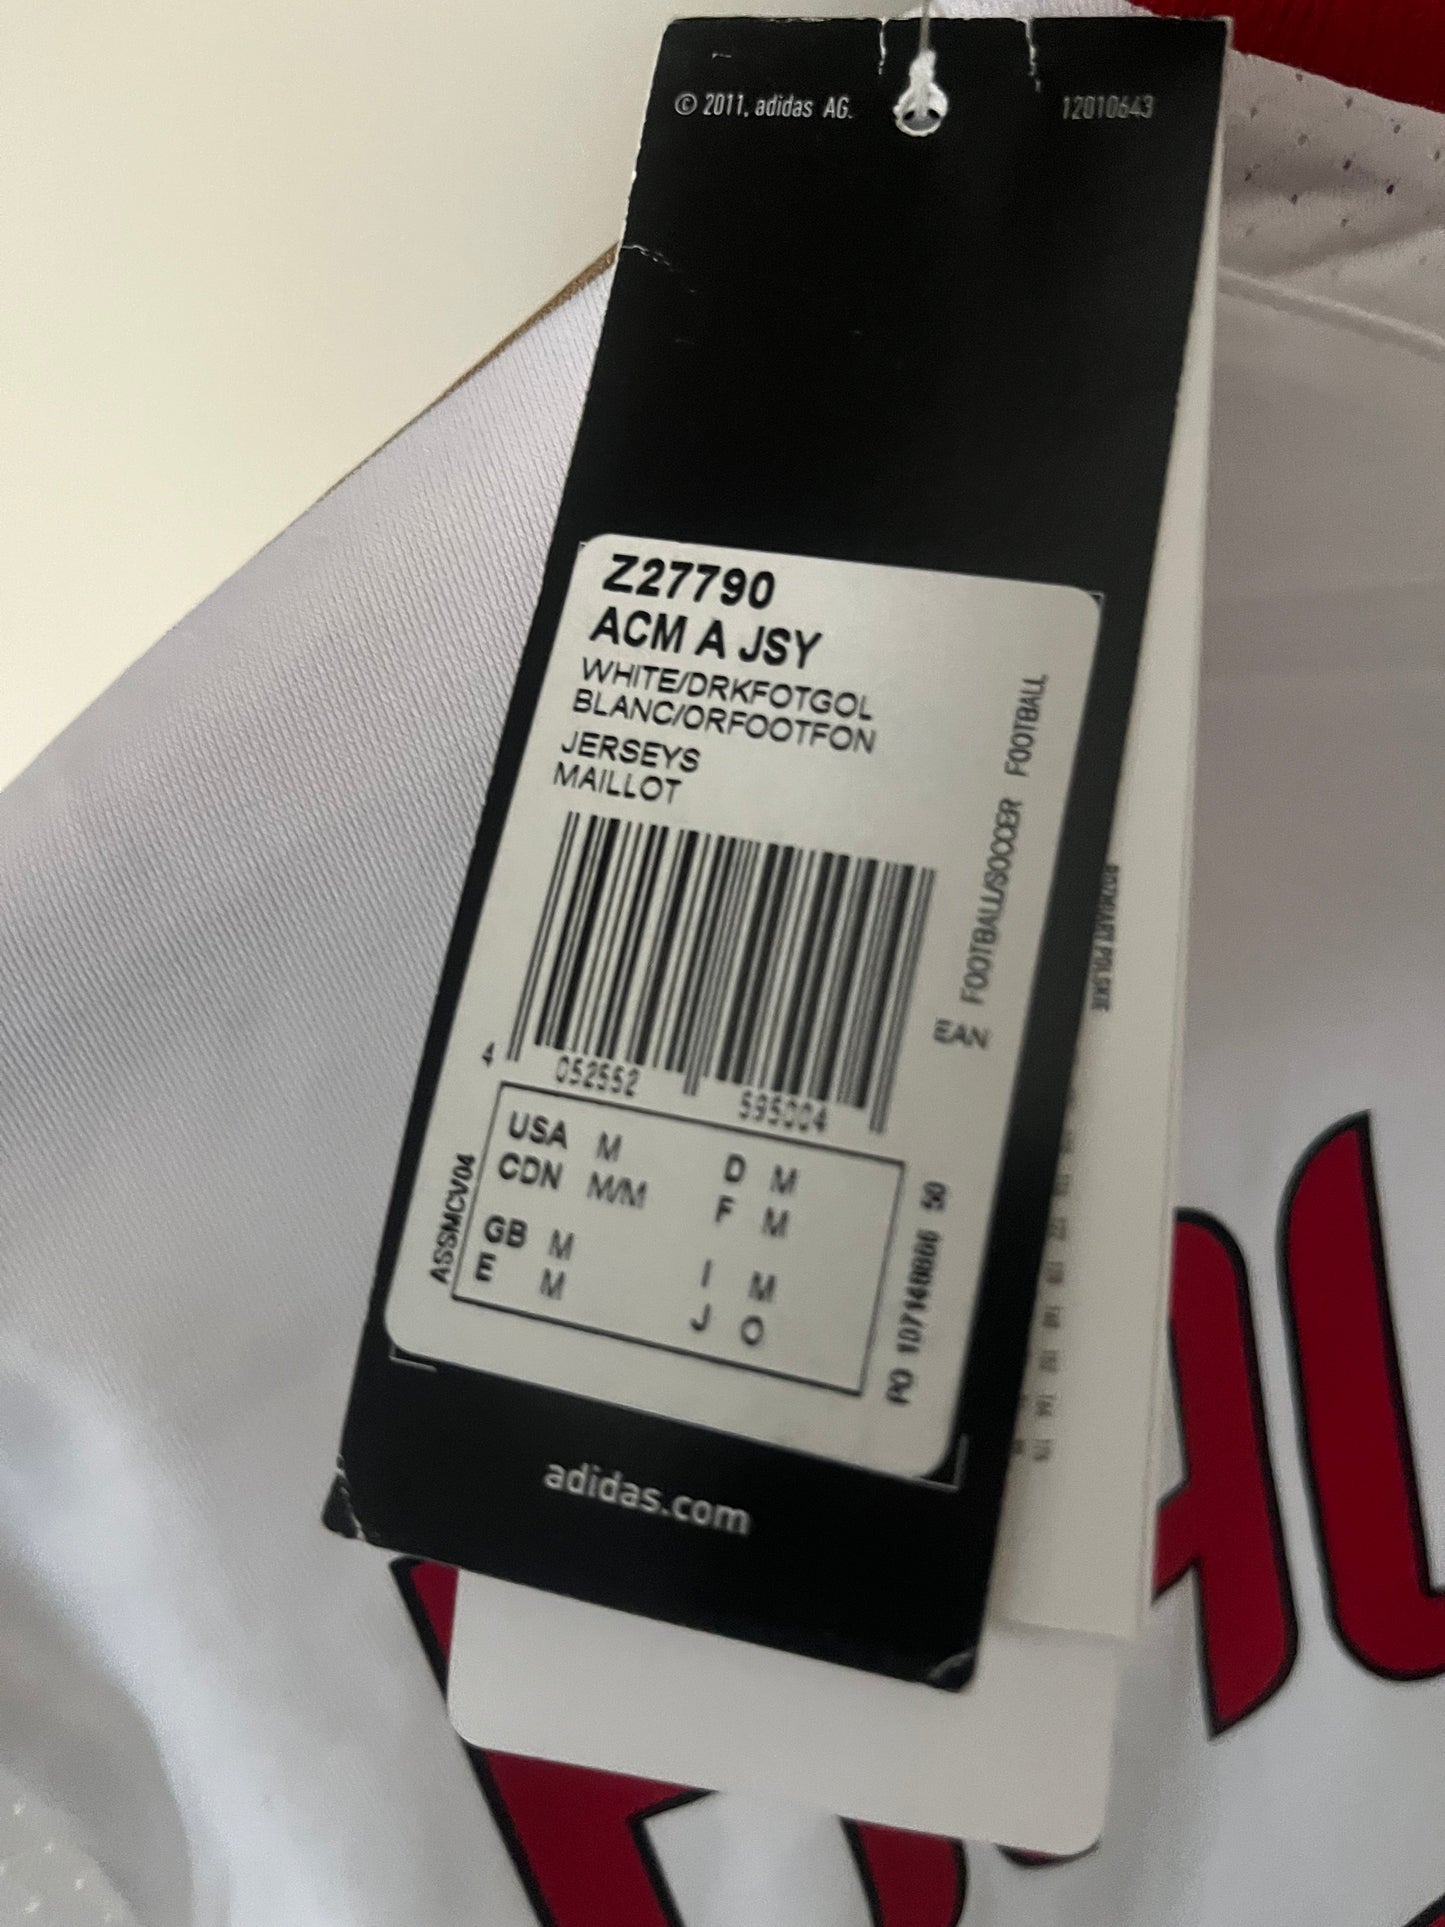 © 2011, adidas AG.
12010643
Z27790
ACM A JSY
WHITE/DRKFOTGOL
BLANC/ORFOOTFON
JERSEYS
MAILLOT
FOOTBALL/SOCCER FOOTBALL
EAN
4 052552 595004
ASSMCV04
USA M
CDN M/M
GB M
E M
D M
F M
I M
J O
50
adidas.com